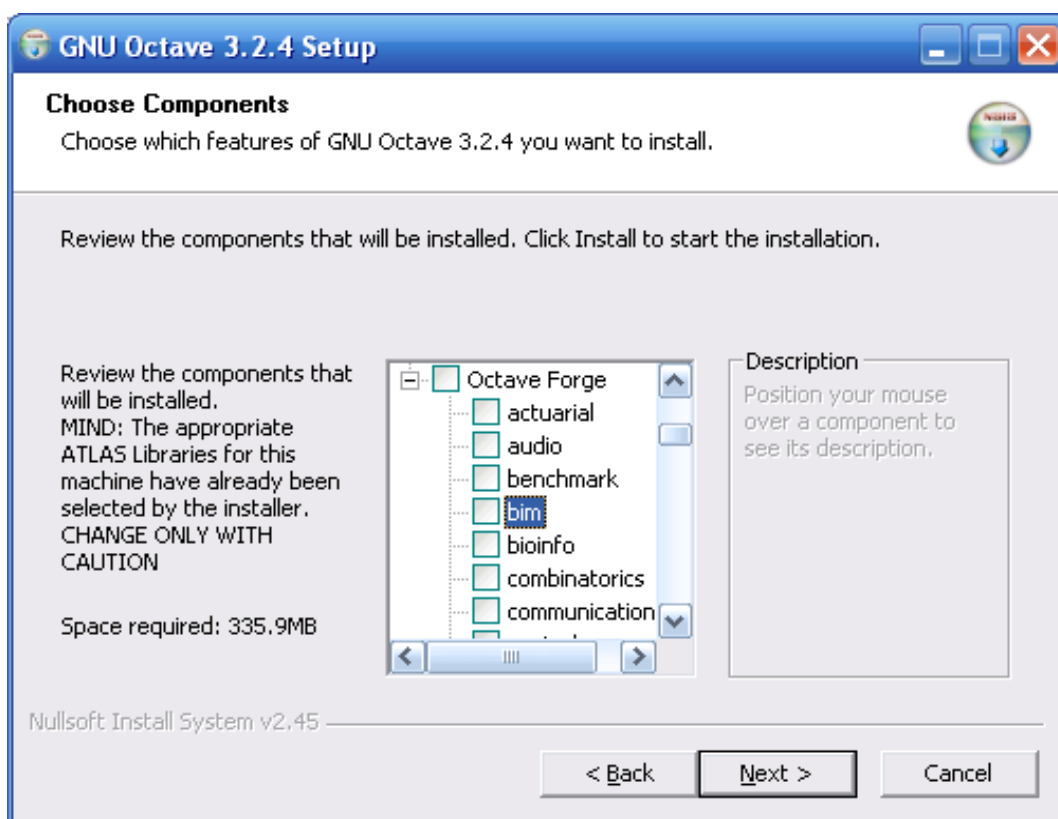 GNU Octave 3.2.4 Setup
Choose Components
Choose which features of GNU Octave 3.2.4 you want to install.
Review the components that will be installed. Click Install to start the installation.
Review the components that
will be installed.
MIND: The appropriate
ATLAS Libraries for this
machine have already been
selected by the installer.
CHANGE ONLY WITH
CAUTION
Space required: 335.9MB
Octave Forge
actuarial
audio
benchmark
bim
bioinfo
combinatorics
communication
Description
Position your mouse
over a component to
see its description.
Nullsoft Install System v2.45
< Back
Next >
Cancel